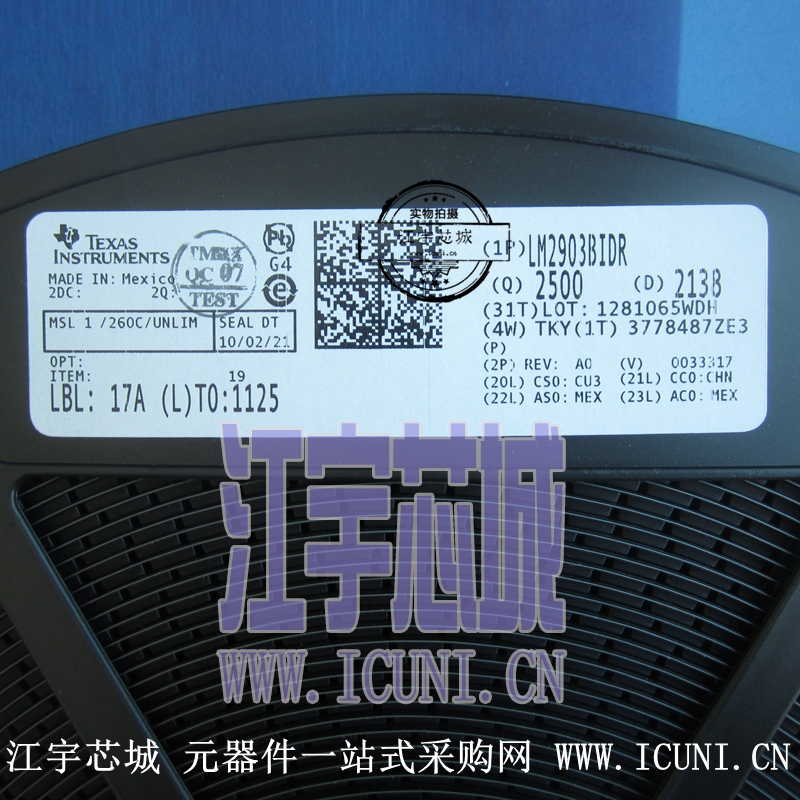 TEXAS
INSTRUMENTS
MADE IN: Mexico
2DC: 2Q:
QC 07
TEST
Pb
G4
e
MSL 1 /260C/UNLIM
SEAL DT
10/02/21
OPT:
ITEM: 19
LBL: 17A (L)TO:1125
实物拍摄
江宇芯城
(1P)LM2903BIDR
(Q) 2500 (D) 2138
(31T)LOT: 1281065WDH
(4W) TKY(1T) 3778487ZE3
(P)
(2P) REV: A0 (V) 0033317
(20L) CSO: CU3 (21L) CCO:CHN
(22L) ASO: MEX (23L) ACO: MEX
江宇芯城
WWW.ICUNI.CN
江宇芯城 元器件一站式采购网 WWW.ICUNI.CN